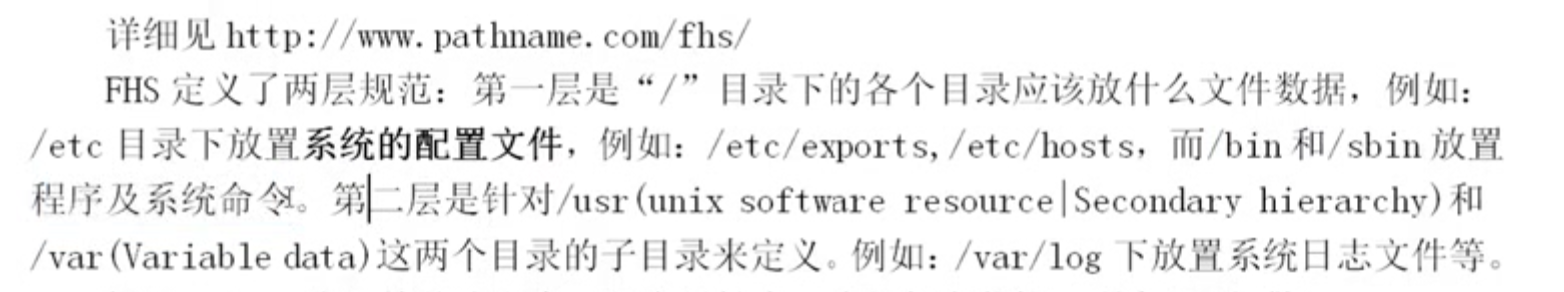 详细见 http://www.pathname.com/fhs/
FHS 定义了两层规范：第一层是“/”目录下的各个目录应该放什么文件数据，例如：
/etc 目录下放置系统的配置文件，例如：/etc/exports,/etc/hosts，而/bin 和/sbin 放置
程序及系统命令。第二层是针对/usr(unix software resource|Secondary hierarchy)和
/var(Variable data)这两个目录的子目录来定义。例如：/var/log 下放置系统日志文件等。